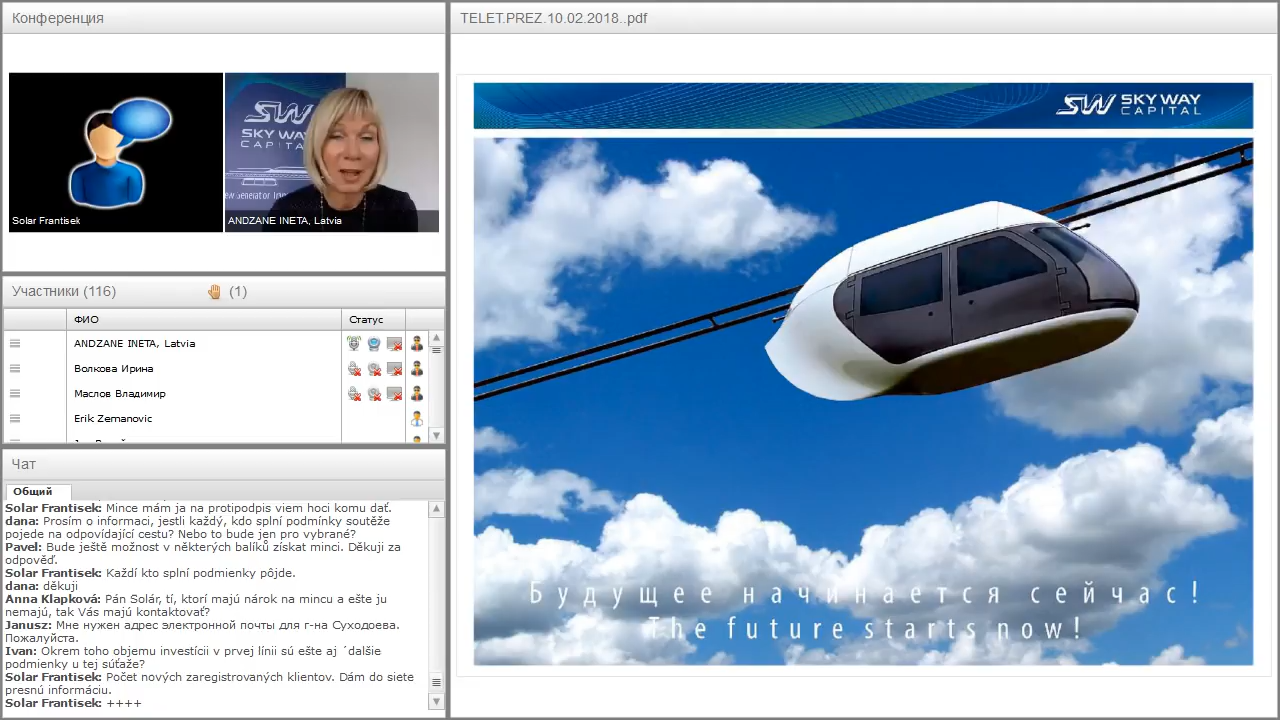 Конференция
Solar Frantisek
SW
SKY WAY
CAPITAL
ANDZANE INETA, Latvia
Участники (116)
(1)
ФИО
Статус
ANDZANE INETA, Latvia
Волкова Ирина
Маслов Владимир
Erik Zemanovic
Чат
Общий
Solar Frantisek: Mince mám ja na protipodpis viem hoci komu dať.
dana: Prosím o informaci, jestli každý, kdo splní podmínky soutěže
pojede na odpovídající cestu? Nebo to bude jen pro vybrané?
Pavel: Bude ještě možnost v některých balíků získat minci. Děkuji za
odpověď.
Solar Frantisek: Každí kto splní podmienky pôjde.
dana: děkuji
Anna Klapková: Pán Solár, tí, ktorí majú nárok na mincu a ešte ju
nemajú, tak Vás majú kontaktovať?
Janusz: Мне нужен адрес электронной почты для г-на Суходоева.
Пожалуйста.
Ivan: Okrem toho objemu investícii v prvej línii sú ešte aj ´dalšie
podmienky u tej súťaže?
Solar Frantisek: Počet nových zaregistrovaných klientov. Dám do siete
presnú informáciu.
Solar Frantisek: ++++
TELET.PREZ.10.02.2018..pdf
SW SKY WAY
CAPITAL
Будущее начинается сейчас!
The future starts now!